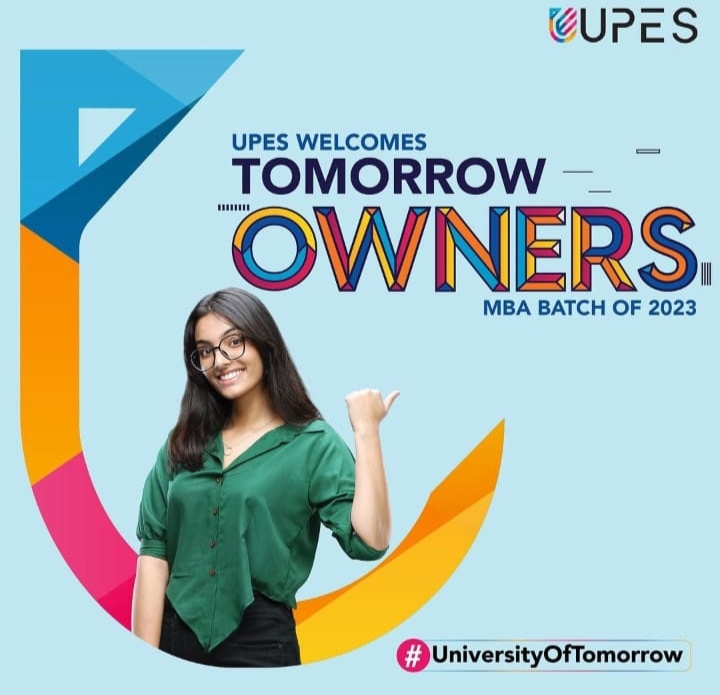 UPES
UPES WELCOMES
TOMORROW
OWNERS
MBA BATCH OF 2023
#UniversityOfTomorrow